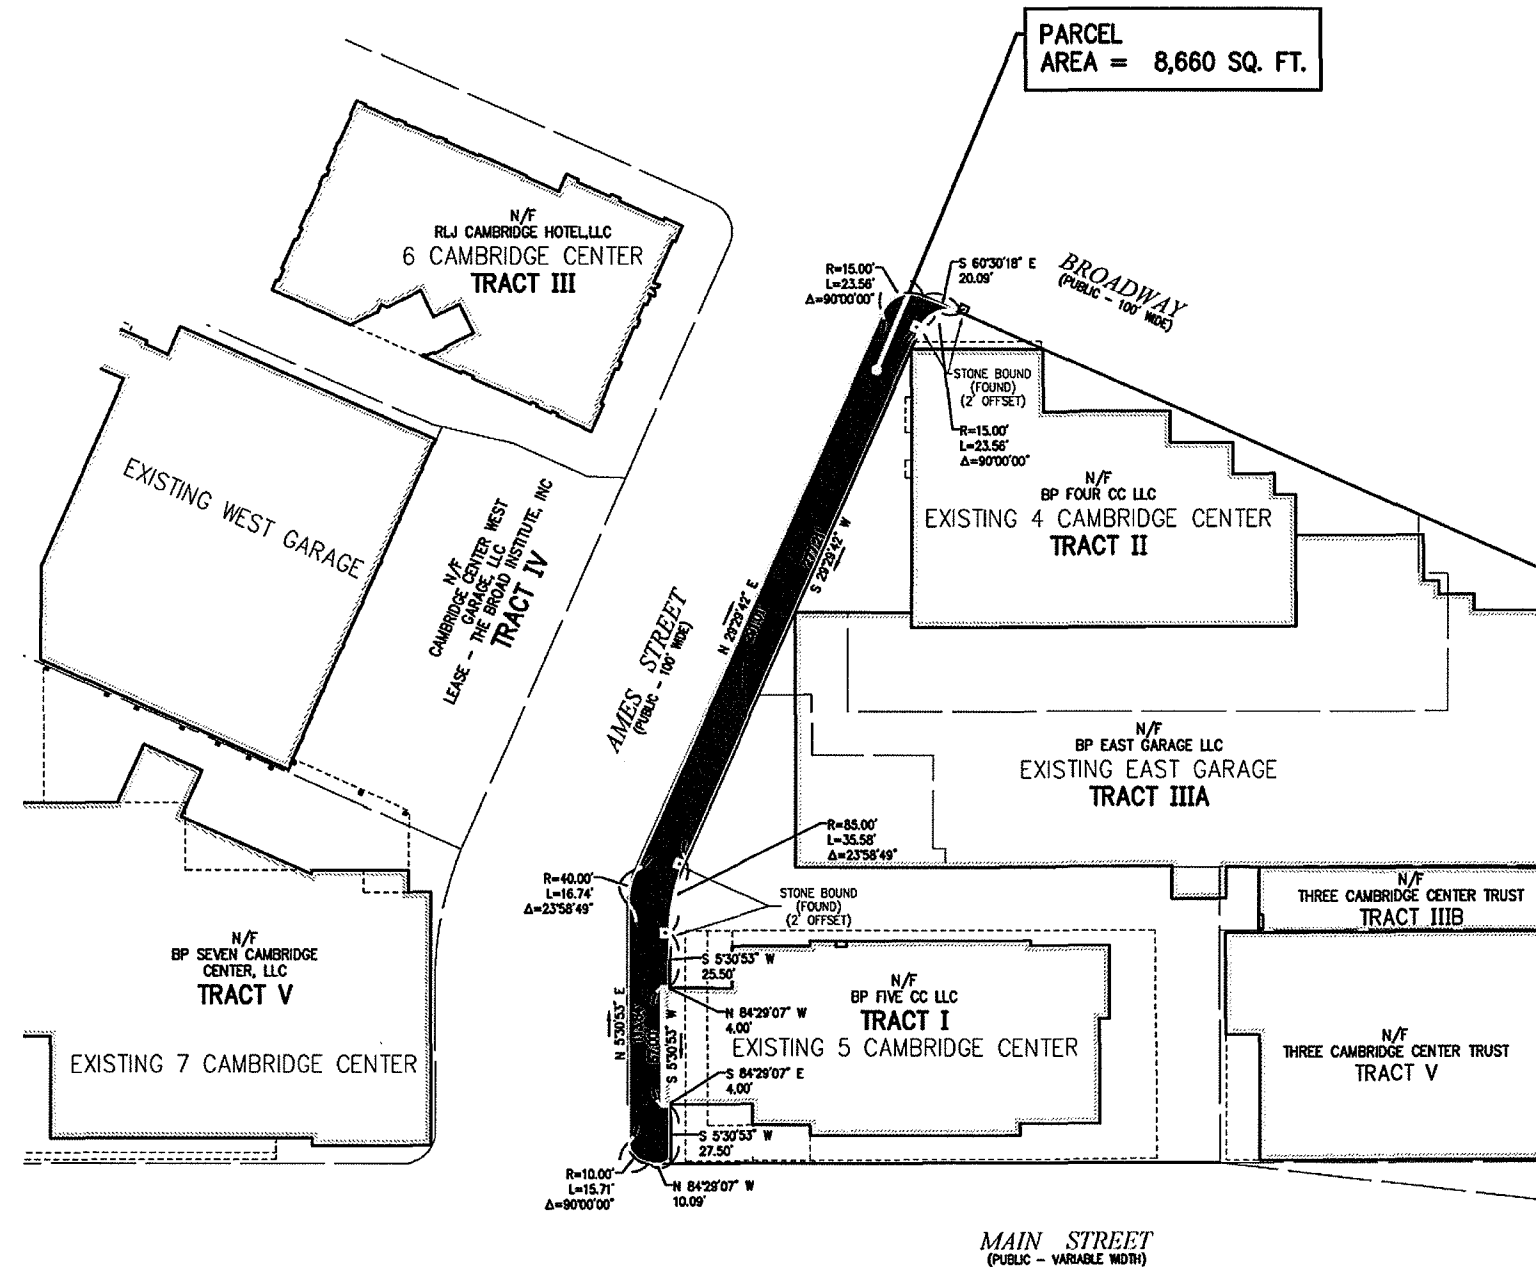 PARCEL
AREA = 8,660 SQ. FT.
N/F
RLJ CAMBRIDGE HOTEL,LLC
6 CAMBRIDGE CENTER
TRACT III
R=15.00'
L=23.56'
Δ=90°00'00"
S 60°30'18" E
20.09'
BROADWAY
(PUBLIC - 100' WIDE)
STONE BOUND
(FOUND)
(2' OFFSET)
R=15.00'
L=23.56'
Δ=90°00'00"
N/F
BP FOUR CC LLC
EXISTING 4 CAMBRIDGE CENTER
TRACT II
EXISTING WEST GARAGE
N/F
CAMBRIDGE CENTER WEST
GARAGE, LLC
LEASE - THE BROAD INSTITUTE, INC
TRACT IV
S 29°29'42" W
N 29°29'42" E
AMES STREET
(PUBLIC - 100' WIDE)
N/F
BP EAST GARAGE LLC
EXISTING EAST GARAGE
TRACT IIIA
R=85.00'
L=35.58'
Δ=23°58'49"
R=40.00'
L=16.74'
Δ=23°58'49"
STONE BOUND
(FOUND)
(2' OFFSET)
N/F
THREE CAMBRIDGE CENTER TRUST
TRACT IIIB
N/F
BP SEVEN CAMBRIDGE
CENTER, LLC
TRACT V
EXISTING 7 CAMBRIDGE CENTER
S 5°30'53" W
25.50'
N 84°29'07" W
4.00'
N 5°30'53" E
S 5°30'53" W
N/F
BP FIVE CC LLC
TRACT I
EXISTING 5 CAMBRIDGE CENTER
S 84°29'07" E
4.00'
S 5°30'53" W
27.50'
N/F
THREE CAMBRIDGE CENTER TRUST
TRACT V
R=10.00'
L=15.71'
Δ=90°00'00"
N 84°29'07" W
10.09'
MAIN STREET
(PUBLIC - VARIABLE WIDTH)